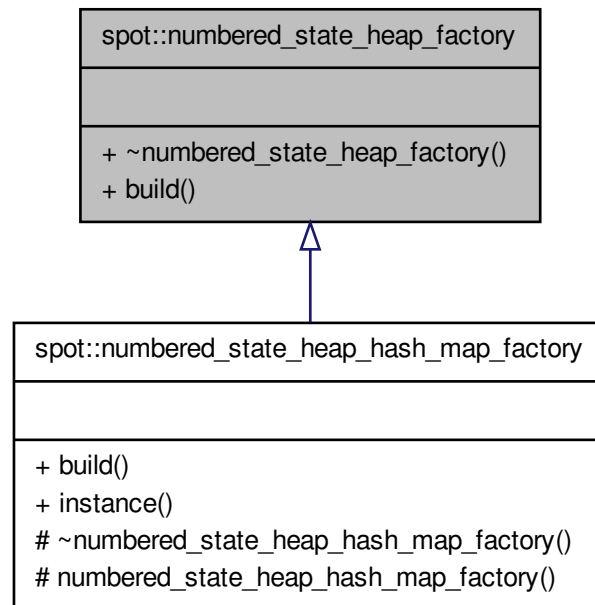 spot::numbered_state_heap_factory
+ ~numbered_state_heap_factory()
+ build()
spot::numbered_state_heap_hash_map_factory
+ build()
+ instance()
# ~numbered_state_heap_hash_map_factory()
# numbered_state_heap_hash_map_factory()